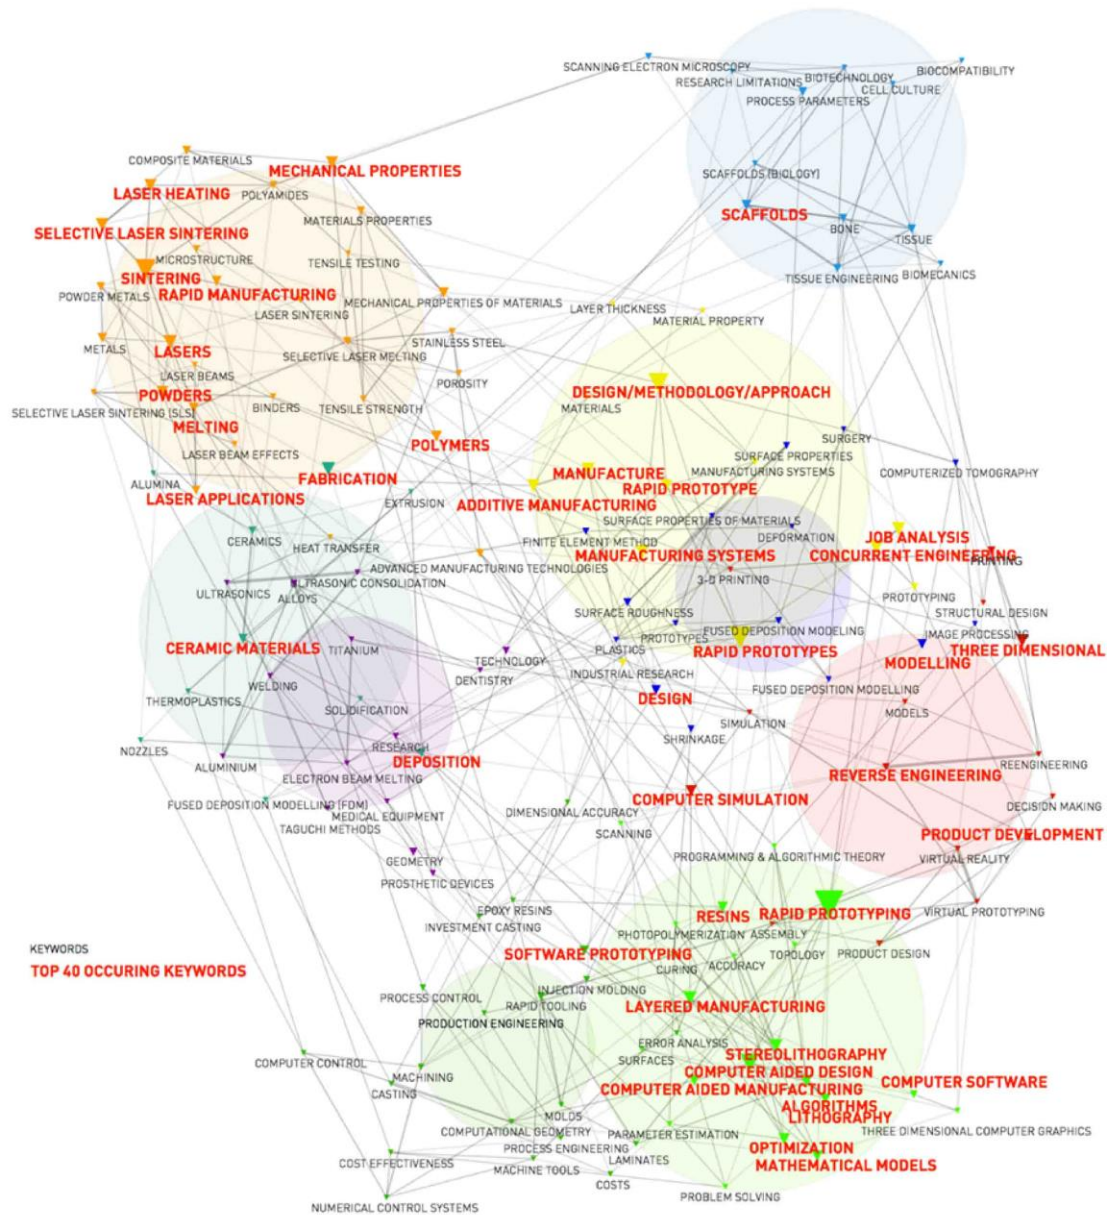 SCANNING ELECTRON MICROSCOPY
BIOTECHNOLOGY
BIOCOMPATIBILITY
RESEARCH LIMITATIONS
CELL CULTURE
PROCESS PARAMETERS
COMPOSITE MATERIALS
MECHANICAL PROPERTIES
SCAFFOLDS (BIOLOGY)
LASER HEATING
POLYAMIDES
SCAFFOLDS
MATERIALS PROPERTIES
BONE
SELECTIVE LASER SINTERING
TISSUE
MICROSTRUCTURE
TENSILE TESTING
SINTERING
TISSUE ENGINEERING
BIOMECANICS
POWDER METALS
RAPID MANUFACTURING
MECHANICAL PROPERTIES OF MATERIALS
LAYER THICKNESS
LASER SINTERING
MATERIAL PROPERTY
STAINLESS STEEL
METALS
LASERS
SELECTIVE LASER MELTING
LASER BEAMS
POROSITY
DESIGN/METHODOLOGY/APPROACH
POWDERS
BINDERS
TENSILE STRENGTH
MATERIALS
SELECTIVE LASER SINTERING (SLS)
MELTING
POLYMERS
SURGERY
LASER BEAM EFFECTS
SURFACE PROPERTIES
ALUMINA
FABRICATION
MANUFACTURE
MANUFACTURING SYSTEMS
COMPUTERIZED TOMOGRAPHY
RAPID PROTOTYPE
LASER APPLICATIONS
EXTRUSION
ADDITIVE MANUFACTURING
SURFACE PROPERTIES OF MATERIALS
CERAMICS
HEAT TRANSFER
FINITE ELEMENT METHOD
DEFORMATION
JOB ANALYSIS
MANUFACTURING SYSTEMS
CONCURRENT ENGINEERING
PRINTING
ADVANCED MANUFACTURING TECHNOLOGIES
ULTRASONICS
ULTRASONIC CONSOLIDATION
3-D PRINTING
ALLOYS
PROTOTYPING
SURFACE ROUGHNESS
STRUCTURAL DESIGN
PROTOTYPES
FUSED DEPOSITION MODELING
IMAGE PROCESSING
CERAMIC MATERIALS
TITANIUM
PLASTICS
RAPID PROTOTYPES
THREE DIMENSIONAL
TECHNOLOGY
MODELLING
INDUSTRIAL RESEARCH
DENTISTRY
WELDING
FUSED DEPOSITION MODELLING
THERMOPLASTICS
DESIGN
SOLIDIFICATION
MODELS
SIMULATION
SHRINKAGE
NOZZLES
RESEARCH
DEPOSITION
REENGINEERING
ALUMINIUM
ELECTRON BEAM MELTING
REVERSE ENGINEERING
COMPUTER SIMULATION
FUSED DEPOSITION MODELLING (FDM)
DECISION MAKING
MEDICAL EQUIPMENT
DIMENSIONAL ACCURACY
TAGUCHI METHODS
SCANNING
PRODUCT DEVELOPMENT
GEOMETRY
PROGRAMMING & ALGORITHMIC THEORY
VIRTUAL REALITY
PROSTHETIC DEVICES
EPOXY RESINS
RESINS
RAPID PROTOTYPING
VIRTUAL PROTOTYPING
INVESTMENT CASTING
PHOTOPOLYMERIZATION
ASSEMBLY
KEYWORDS
SOFTWARE PROTOTYPING
TOPOLOGY
PRODUCT DESIGN
TOP 40 OCCURING KEYWORDS
CURING
ACCURACY
INJECTION MOLDING
PROCESS CONTROL
RAPID TOOLING
LAYERED MANUFACTURING
PRODUCTION ENGINEERING
ERROR ANALYSIS
STEREOLITHOGRAPHY
SURFACES
COMPUTER CONTROL
COMPUTER AIDED DESIGN
MACHINING
COMPUTER SOFTWARE
COMPUTER AIDED MANUFACTURING
CASTING
ALGORITHMS
MOLDS
LITHOGRAPHY
COMPUTATIONAL GEOMETRY
PARAMETER ESTIMATION
THREE DIMENSIONAL COMPUTER GRAPHICS
PROCESS ENGINEERING
OPTIMIZATION
COST EFFECTIVENESS
LAMINATES
MATHEMATICAL MODELS
MACHINE TOOLS
COSTS
PROBLEM SOLVING
NUMERICAL CONTROL SYSTEMS